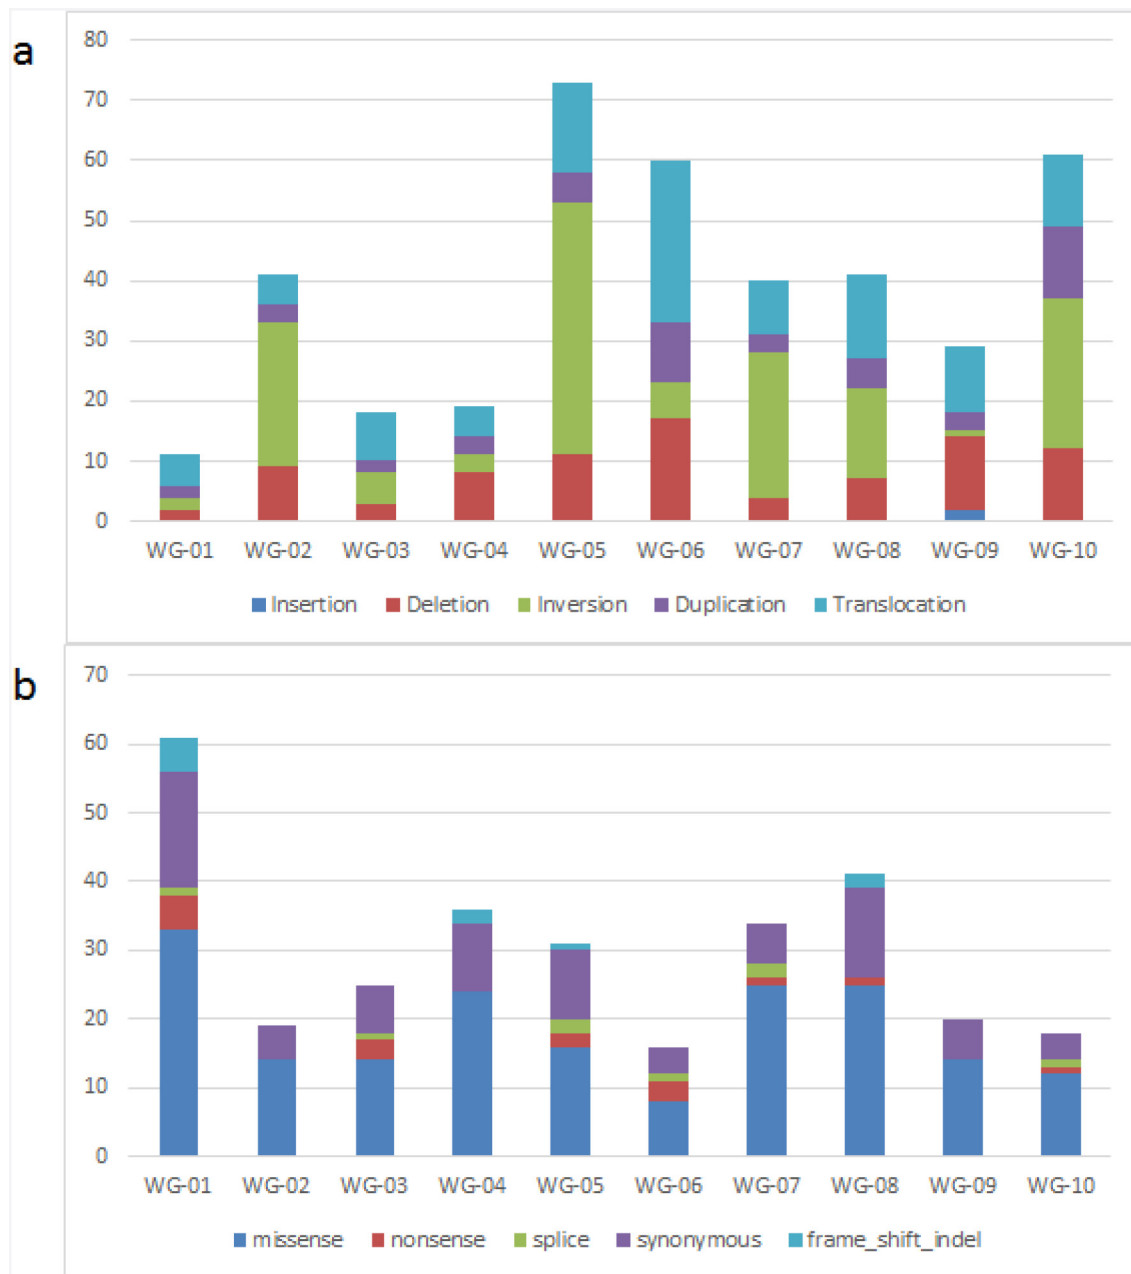 a
80
70
60
50
40
30
20
10
0
WG-01 WG-02 WG-03 WG-04 WG-05 WG-06 WG-07 WG-08 WG-09 WG-10
Insertion Deletion Inversion Duplication Translocation
b
70
60
50
40
30
20
10
0
WG-01 WG-02 WG-03 WG-04 WG-05 WG-06 WG-07 WG-08 WG-09 WG-10
missense nonsense splice synonymous frame_shift_indel